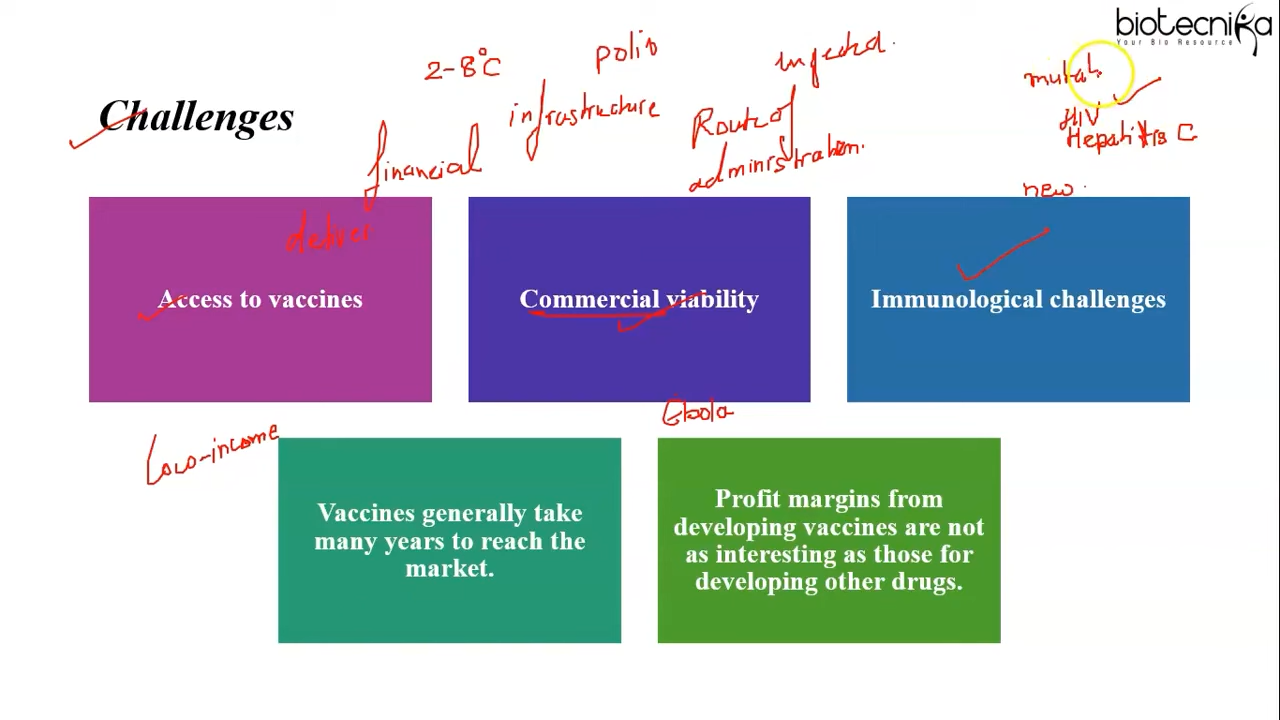 biotecnika
Your Bio Resource
Challenges
2-8°C
polio
injected.
financial
infrastructure
Route of
administration.
HIV
Hepatitis C
new.
Access to vaccines
Commercial viability
Immunological challenges
Low-income
Ebola
Vaccines generally take
many years to reach the
market.
Profit margins from
developing vaccines are not
as interesting as those for
developing other drugs.